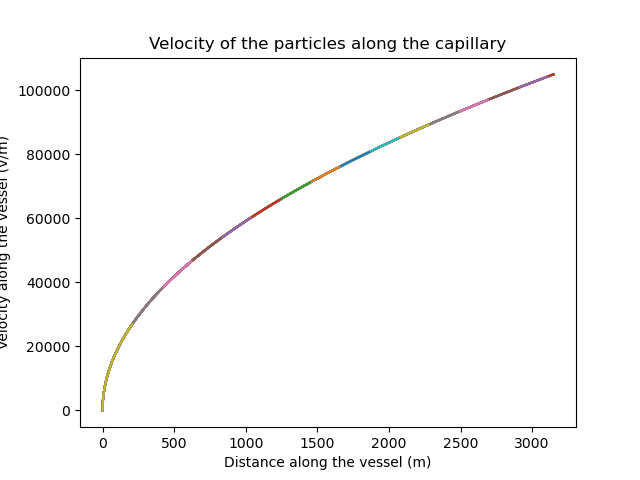 Velocity of the particles along the capillary
100000
80000
60000
40000
20000
0
Velocity along the vessel (v/m)
0 500 1000 1500 2000 2500 3000
Distance along the vessel (m)